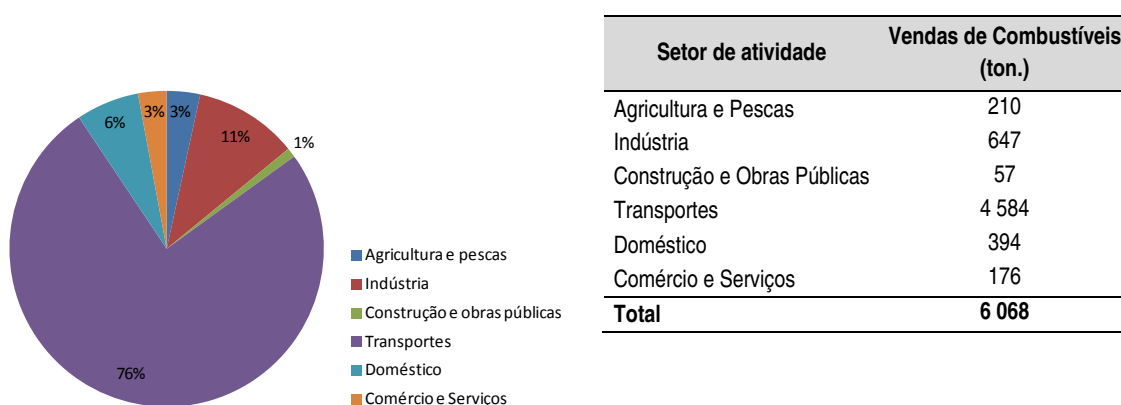 3%
3%
6%
11%
1%
76%
Agricultura e pescas
Indústria
Construção e obras públicas
Transportes
Doméstico
Comércio e Serviços
Setor de atividade
Vendas de Combustíveis
(ton.)
Agricultura e Pescas 210
Indústria 647
Construção e Obras Públicas 57
Transportes 4 584
Doméstico 394
Comércio e Serviços 176
Total 6 068